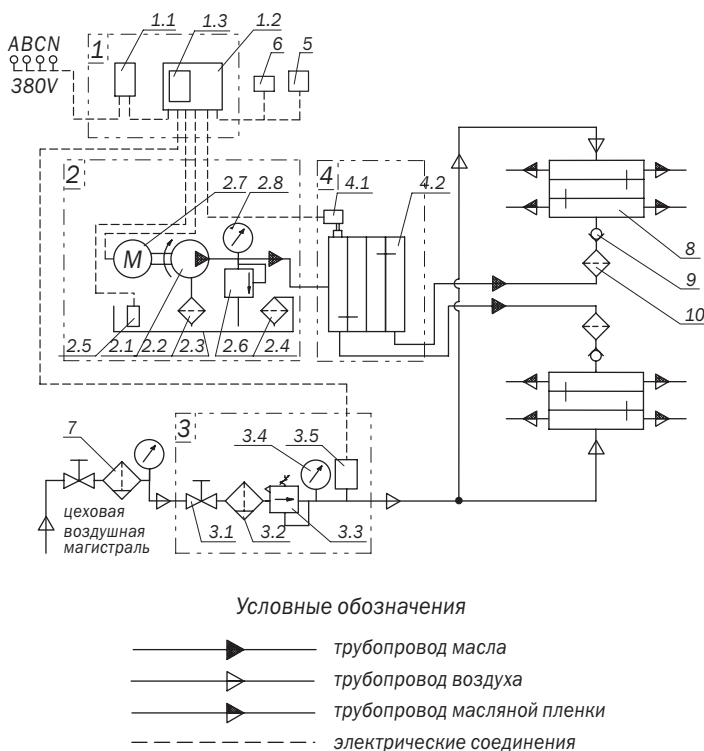 1.1
1.3
1.2
6
5
ABCN
1
380V
2
2.7
2.8
4
4.1
4.2
M
8
9
10
2.5
2.1
2.2
2.3
2.6
2.4
7
3
3.4
3.5
цеховая
воздушная
магистраль
3.1
3.2
3.3
Условные обозначения
трубопровод масла
трубопровод воздуха
трубопровод масляной пленки
электрические соединения